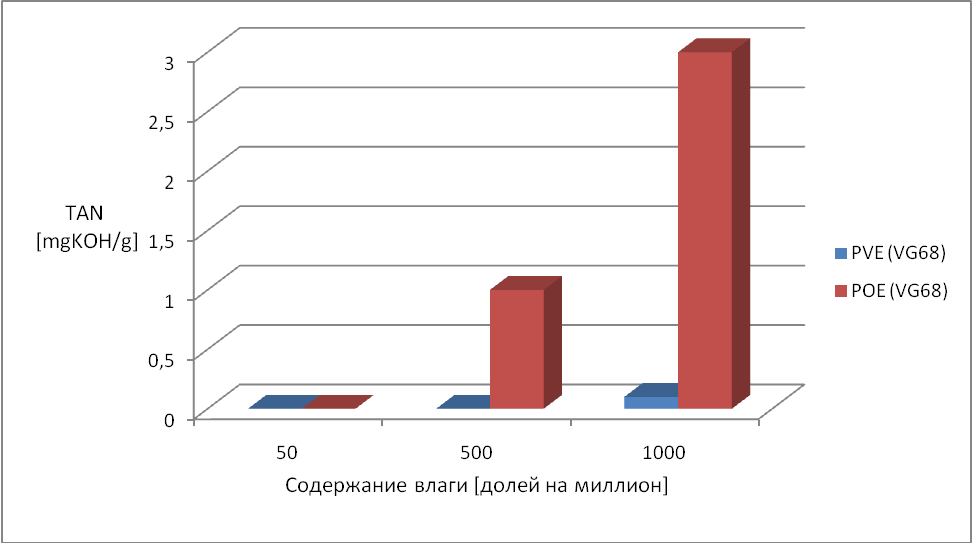 3
2,5
2
1,5
1
0,5
0
TAN
[mgKOH/g]
50 500 1000
Содержание влаги [долей на миллион]
PVE (VG68)
POE (VG68)